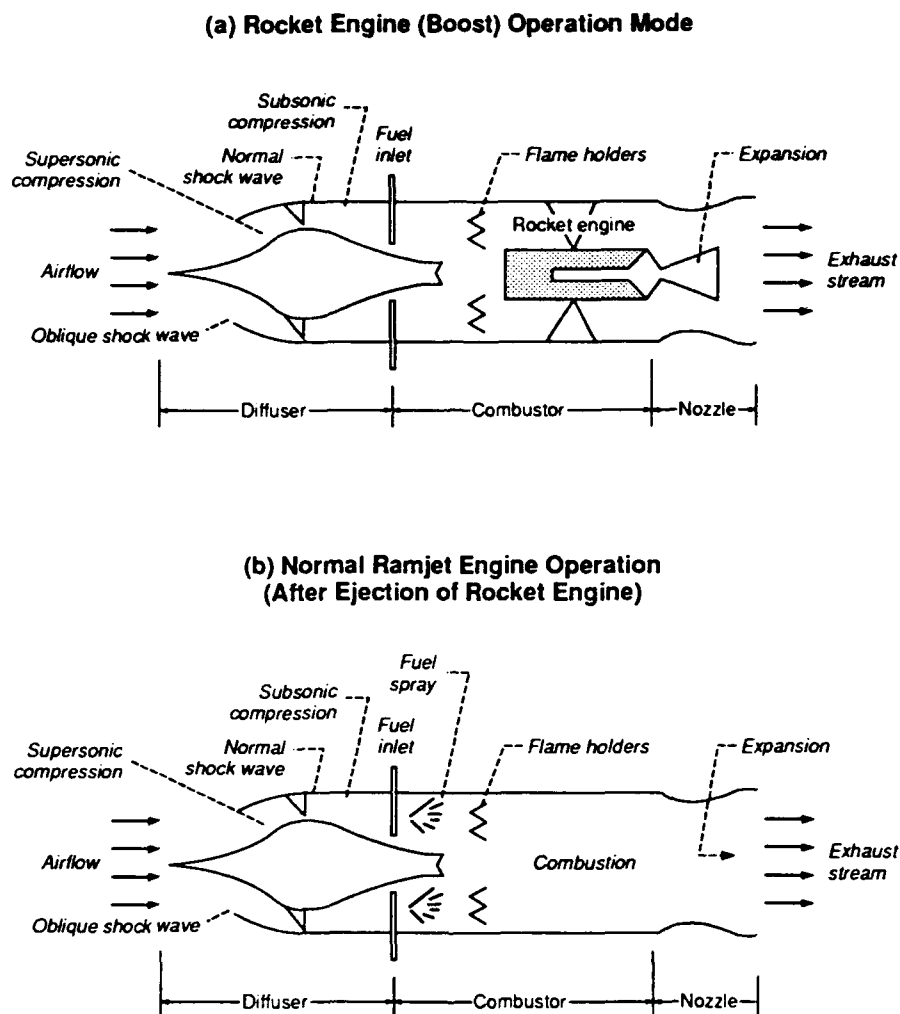 (a) Rocket Engine (Boost) Operation Mode
Subsonic
compression
Fuel
inlet
Normal
shock wave
Supersonic
compression
Flame holders
Expansion
Rocket engine
Airflow
Exhaust
stream
Oblique shock wave
Diffuser
Combustor
Nozzle
(b) Normal Ramjet Engine Operation
(After Ejection of Rocket Engine)
Fuel
spray
Subsonic
compression
Fuel
inlet
Normal
shock wave
Supersonic
compression
Flame holders
Expansion
Airflow
Combustion
Exhaust
stream
Oblique shock wave
Diffuser
Combustor
Nozzle